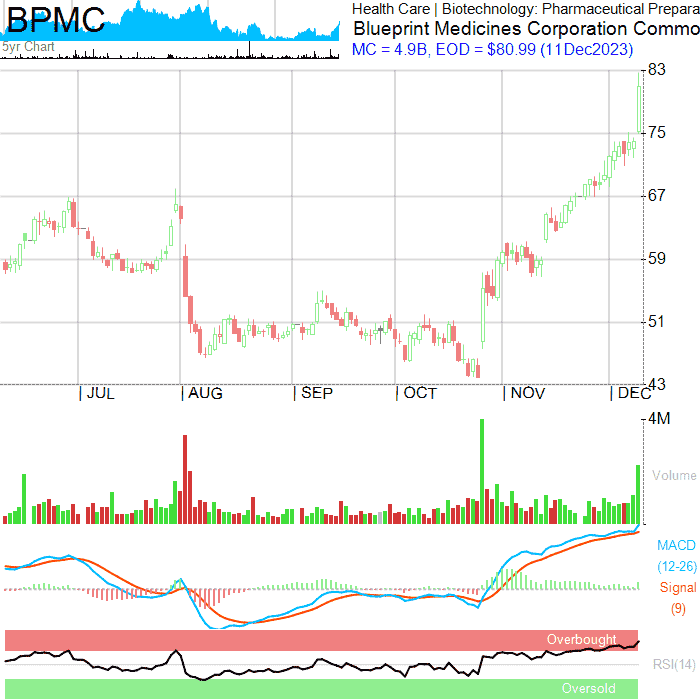 BPMC
5yr Chart
Health Care | Biotechnology: Pharmaceutical Prepara
Blueprint Medicines Corporation Commo
MC = 4.9B, EOD = $80.99 (11Dec2023)
83
75
67
59
51
43
| JUL | AUG | SEP | OCT | NOV | DEC
4M
Volume
MACD
(12-26)
Signal
(9)
Overbought
RSI(14)
Oversold